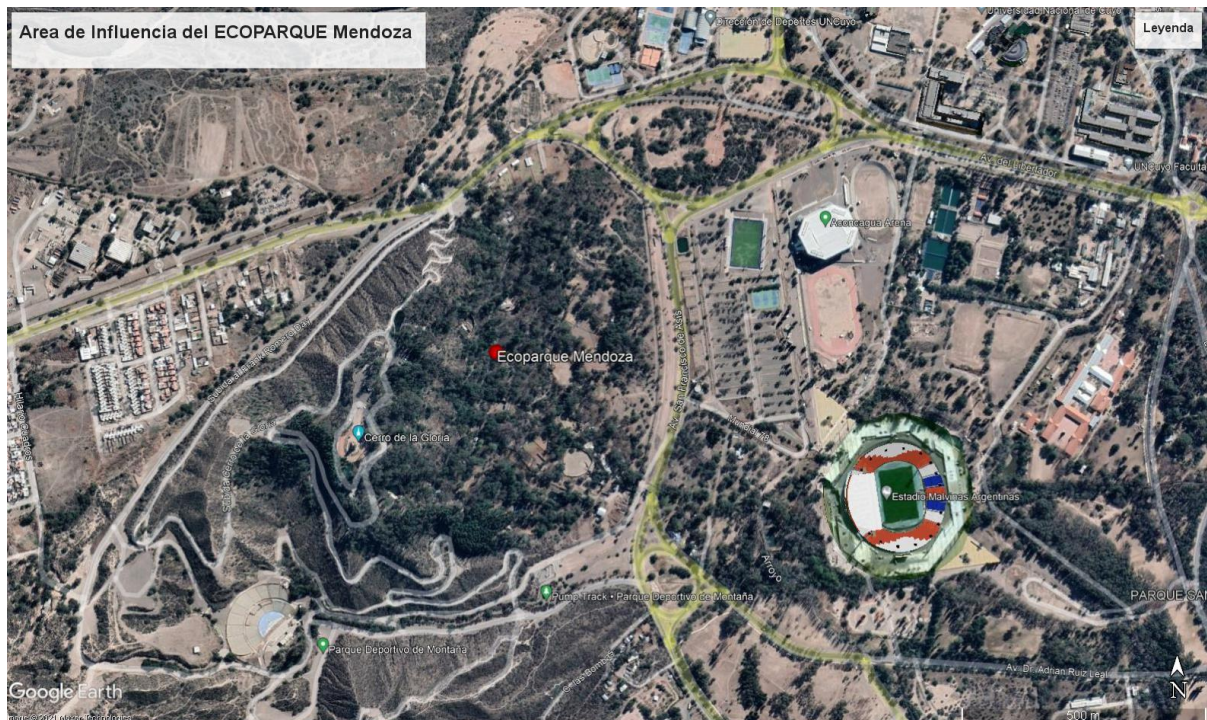 Area de Influencia del ECOPARQUE Mendoza
Leyenda
Universidad Nacional de Cuyo
Dirección de Deportes UNCuyo
Av. del Libertador
UNCuyo Faculta
Aconcagua Arena
Av. San Francisco de Asis
Ecoparque Mendoza
Cerro de la Gloria
Estadio Malvinas Argentinas
Arroyo
Pump Track • Parque Deportivo de Montaña
PARQUE SAN
Parque Deportivo de Montaña
Av. Dr. Adrian Ruiz Leal
Google Earth
N
500 m